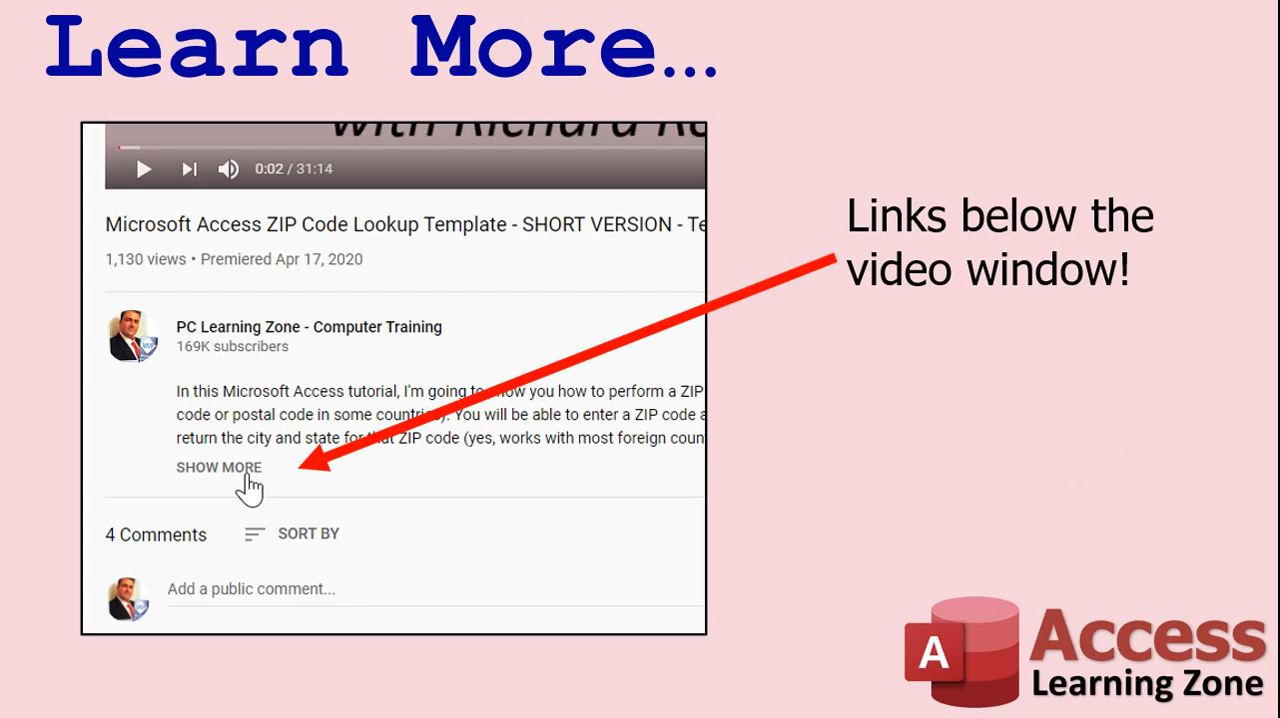 Learn More...
with Richard
0:02 / 31:14
Microsoft Access ZIP Code Lookup Template - SHORT VERSION - Te
1,130 views • Premiered Apr 17, 2020
PC Learning Zone - Computer Training
169K subscribers
In this Microsoft Access tutorial, I'm going to show you how to perform a ZIP
code or postal code in some countries). You will be able to enter a ZIP code a
return the city and state for that ZIP code (yes, works with most foreign coun
SHOW MORE
4 Comments
SORT BY
Add a public comment...
Links below the
video window!
A
Access
Learning Zone